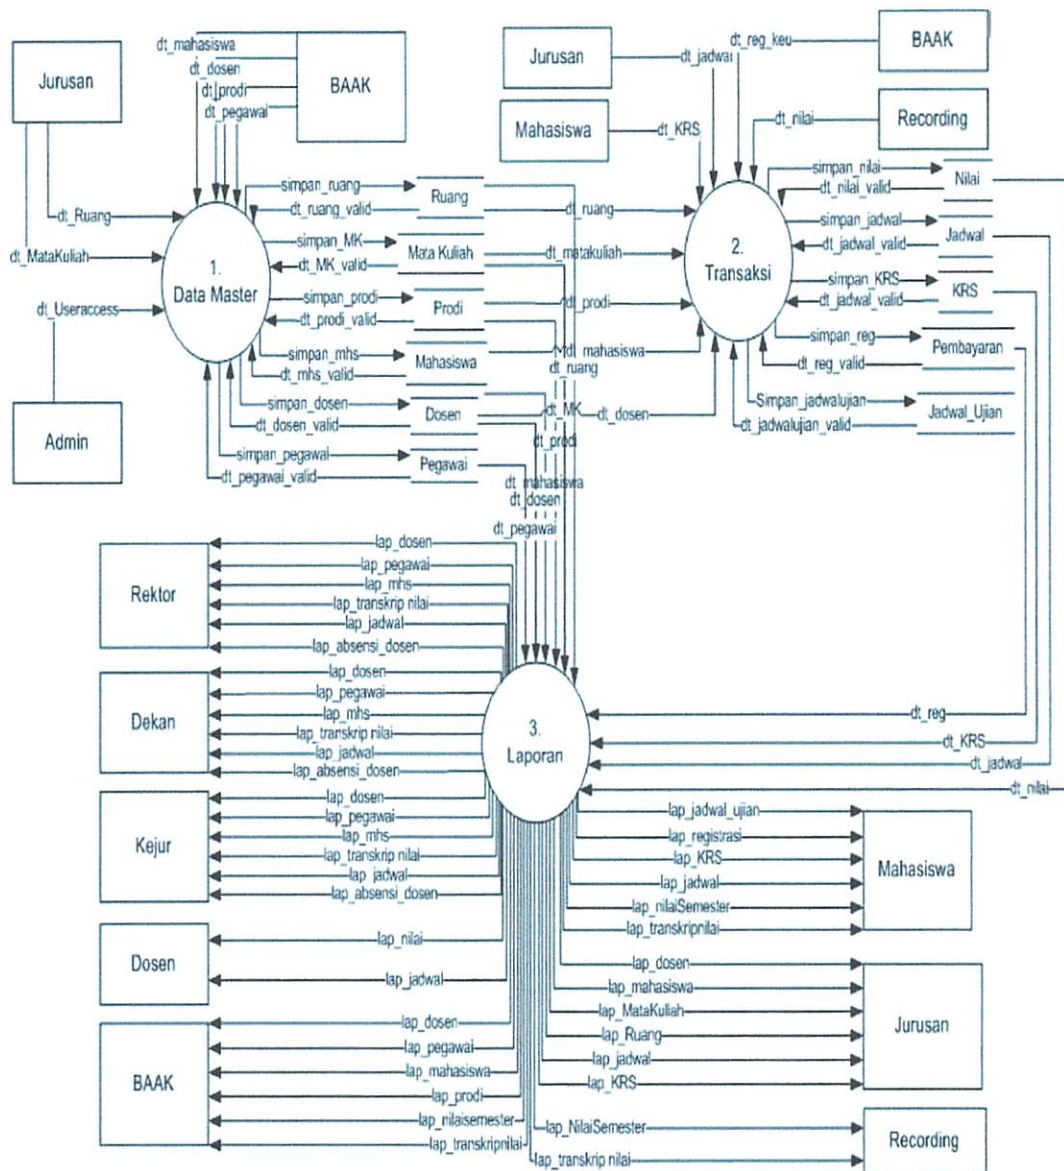 Jurusan
dt_mahasiswa
dt_dosen
dt_prodi
dt_pegawai
BAAK
Jurusan
dt_jadwal
dt_reg_keu
BAAK
Mahasiswa
dt_KRS
dt_nilai
Recording
dt_Ruang
dt_MataKuliah
dt_Useraccess
Admin
1.
Data Master
simpan_ruang
dt_ruang_valid
Ruang
dt_ruang
simpan_MK
dt_MK_valid
Mata Kuliah
dt_matakuliah
simpan_prodi
dt_prodi_valid
Prodi
dt_prodi
simpan_mhs
dt_mhs_valid
Mahasiswa
dt_mahasiswa
dt_ruang
simpan_dosen
dt_dosen_valid
Dosen
dt_MK
dt_dosen
dt_prodi
simpan_pegawai
dt_pegawai_valid
Pegawai
dt_mahasiswa
dt_dosen
dt_pegawai
2.
Transaksi
simpan_nilai
dt_nilai_valid
Nilai
simpan_jadwal
dt_jadwal_valid
Jadwal
simpan_KRS
dt_jadwal_valid
KRS
simpan_reg
dt_reg_valid
Pembayaran
Simpan_jadwalujian
dt_jadwalujian_valid
Jadwal_Ujian
Rektor
lap_dosen
lap_pegawai
lap_mhs
lap_transkrip nilai
lap_jadwal
lap_absensi_dosen
Dekan
lap_dosen
lap_pegawai
lap_mhs
lap_transkrip nilai
lap_jadwal
lap_absensi_dosen
3.
Laporan
dt_reg
dt_KRS
dt_jadwal
dt_nilai
Kejur
lap_dosen
lap_pegawai
lap_mhs
lap_transkrip nilai
lap_jadwal
lap_absensi_dosen
Dosen
lap_nilai
lap_jadwal
BAAK
lap_dosen
lap_pegawai
lap_mahasiswa
lap_prodi
lap_nilaisemester
lap_transkripnilai
lap_jadwal_ujian
lap_registrasi
lap_KRS
lap_jadwal
lap_nilaiSemester
lap_transkripnilai
Mahasiswa
lap_dosen
lap_mahasiswa
lap_MataKuliah
lap_Ruang
lap_jadwal
lap_KRS
Jurusan
lap_NilaiSemester
lap_transkrip nilai
Recording